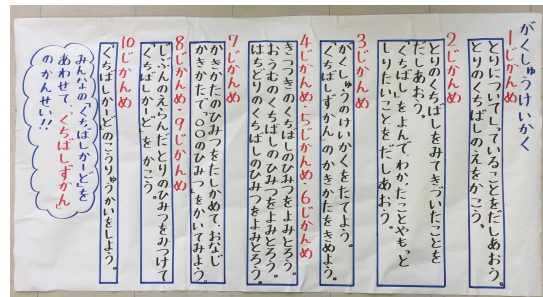 がくしゅうけいかく
1じかんめ
とりについてしっていることをだしあおう。
とりのくちばしのえをかこう。
2じかんめ
とりのくちばしをみてきづいたことを
だしあおう。
「くちばし」をよんで、わかったことやもっと
しりたいことをだしあおう。
3じかんめ
がくしゅうのけいかくをたてよう。
「くちばしずかん」のかきかたをきめよう。
4じかんめ・5じかんめ・6じかんめ
きつつきのくちばしのひみつをよみとろう。
おうむのくちばしのひみつをよみとろう。
はちどりのくちばしのひみつをよみとろう。
7じかんめ
かきかたのひみつをたしかめて、おなじ
かきかたで「○○のひみつ」をかいてみよう。
8じかんめ・9じかんめ
じぶんのえらんだとりのひみつをみつけて
「くちばしかーど」をかこう。
10じかんめ
「くちばしかーど」のこうりゅうかいをしよう。
みんなの「くちばしかーど」を
あわせて、「くちばしずかん」
のかんせい!!